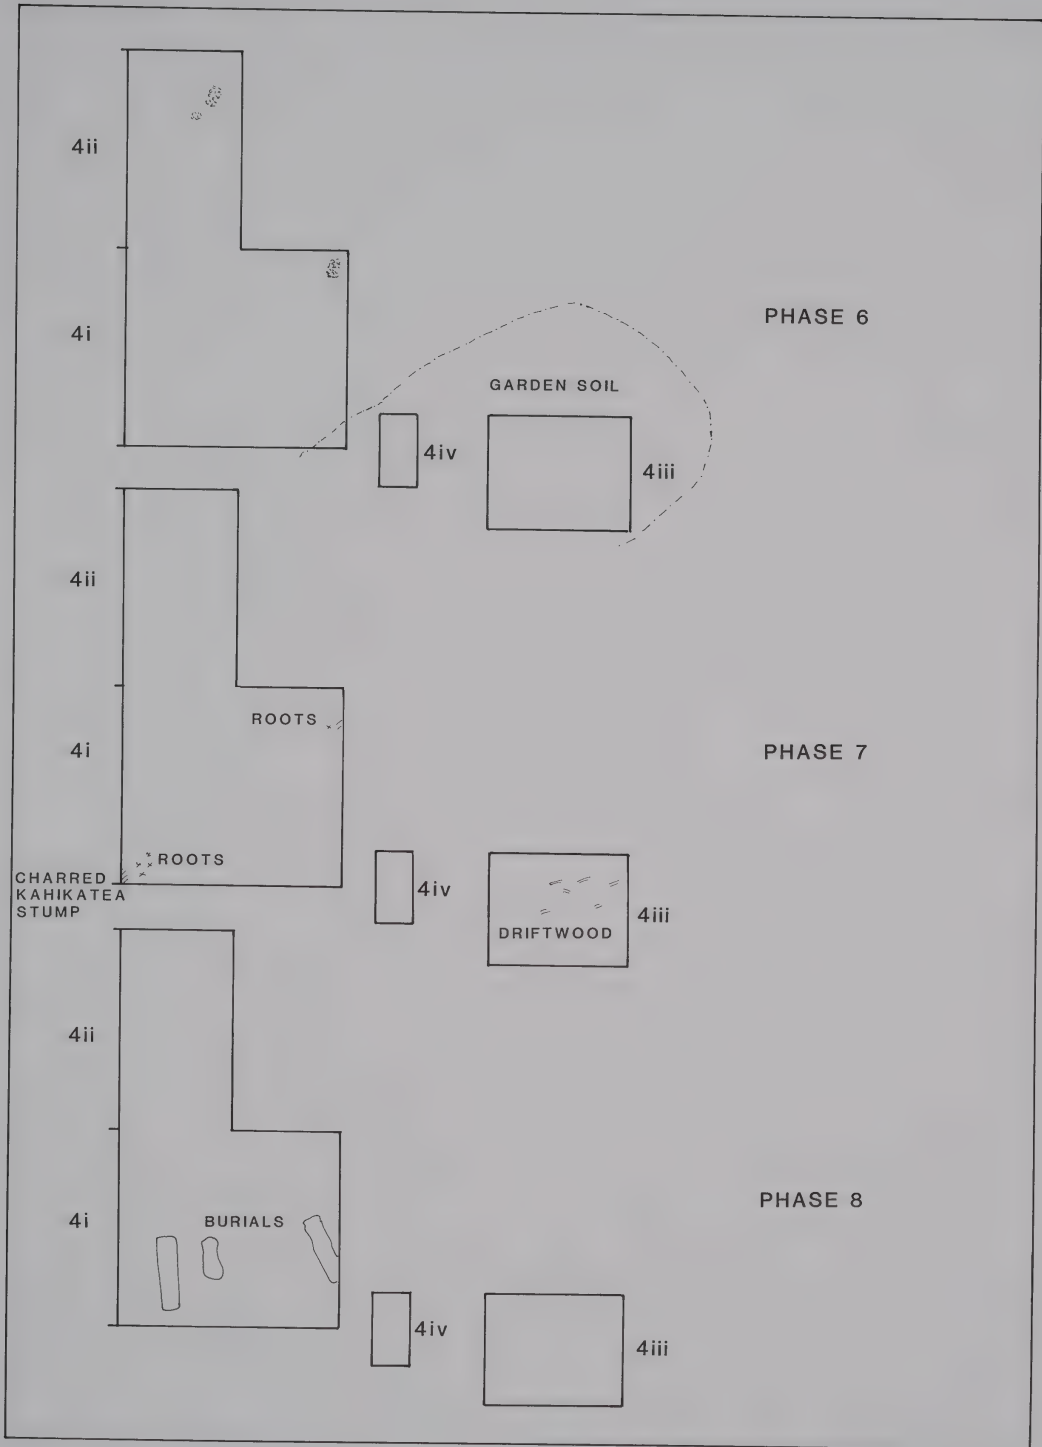 4ii
4i
PHASE 6
GARDEN SOIL
4iv
4iii
4ii
ROOTS
4i
PHASE 7
ROOTS
CHARRED
KAHIKATEA
STUMP
4iv
4iii
DRIFTWOOD
4ii
4i
BURIALS
PHASE 8
4iv
4iii